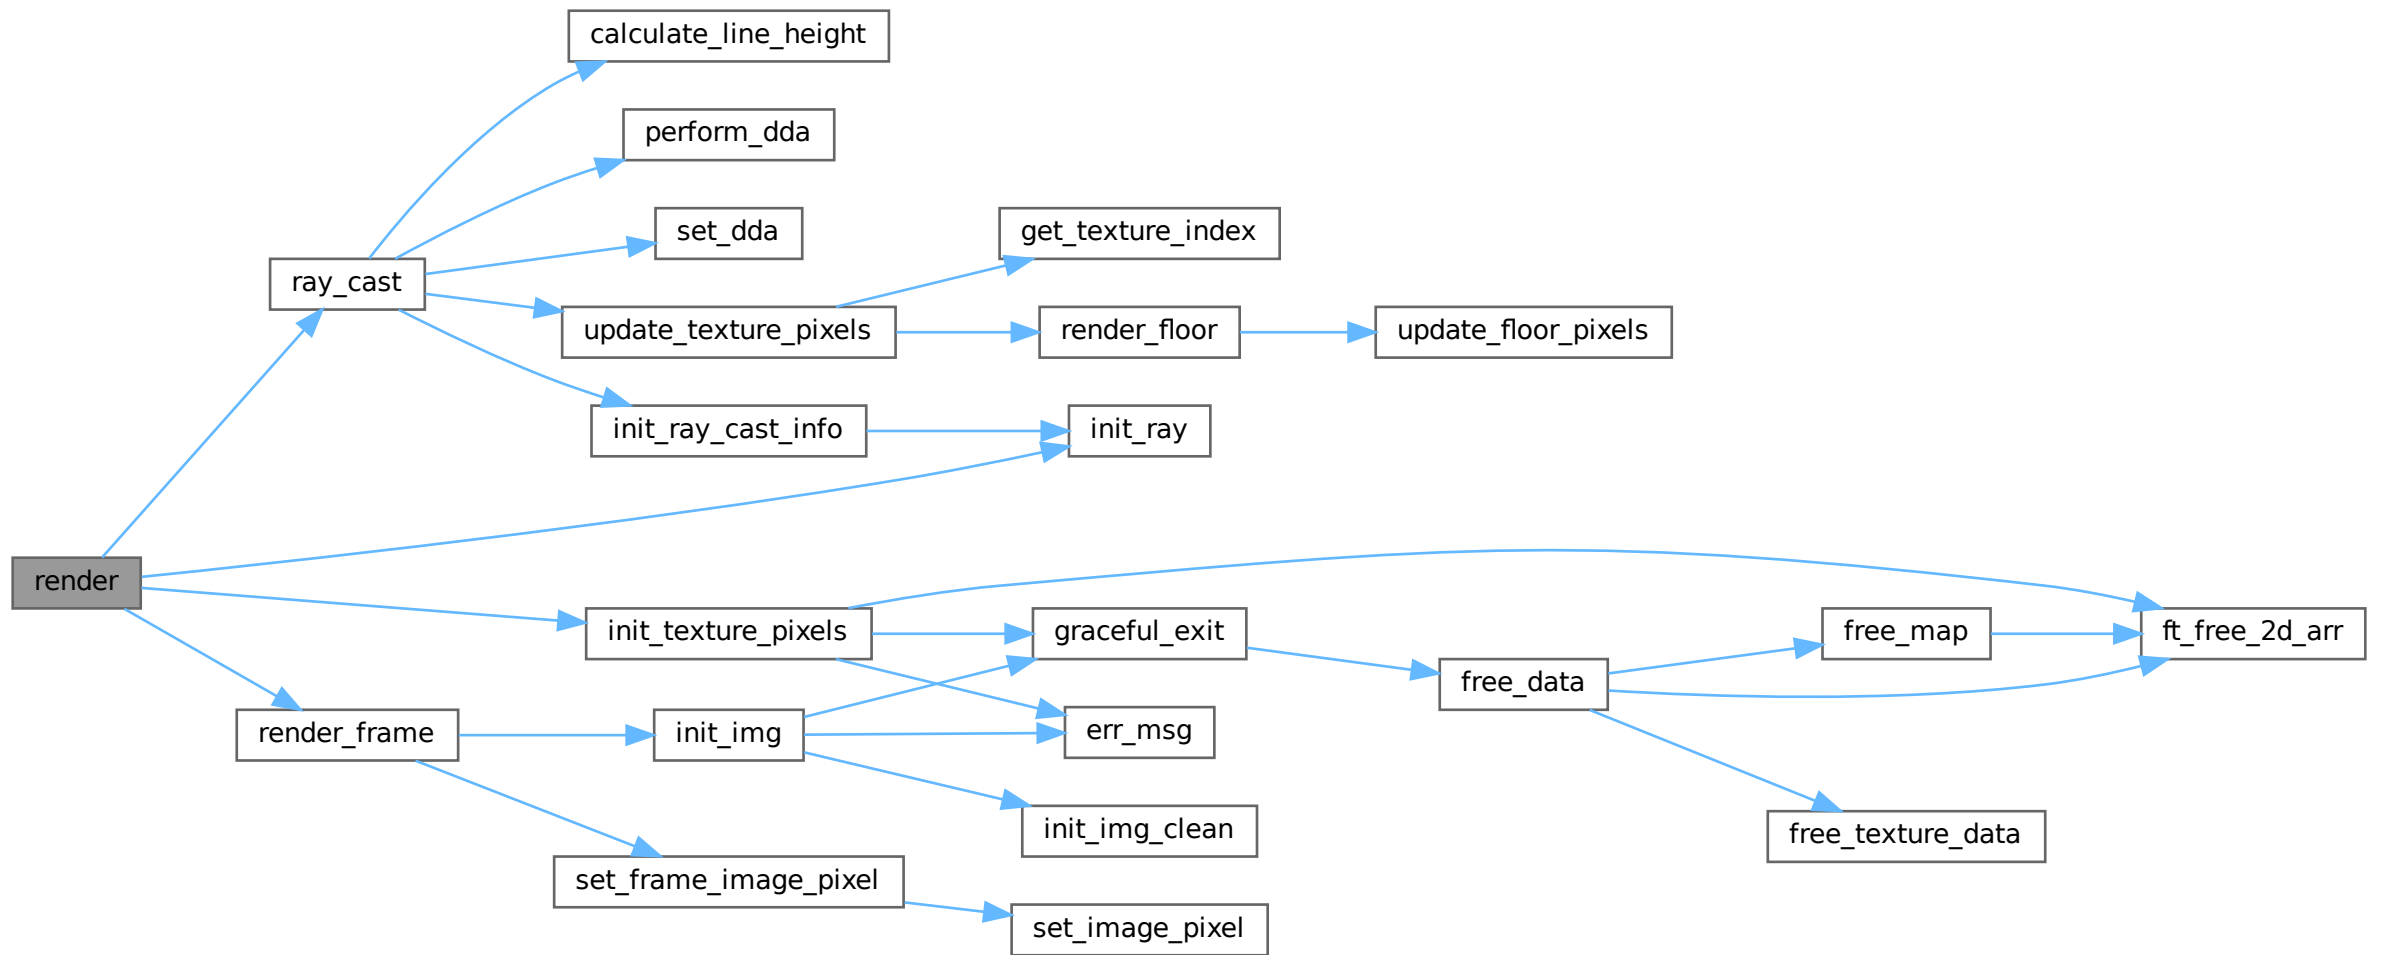 calculate_line_height
perform_dda
set_dda
get_texture_index
ray_cast
update_texture_pixels
render_floor
update_floor_pixels
init_ray_cast_info
init_ray
render
init_texture_pixels
graceful_exit
free_map
ft_free_2d_arr
free_data
render_frame
init_img
err_msg
init_img_clean
free_texture_data
set_frame_image_pixel
set_image_pixel